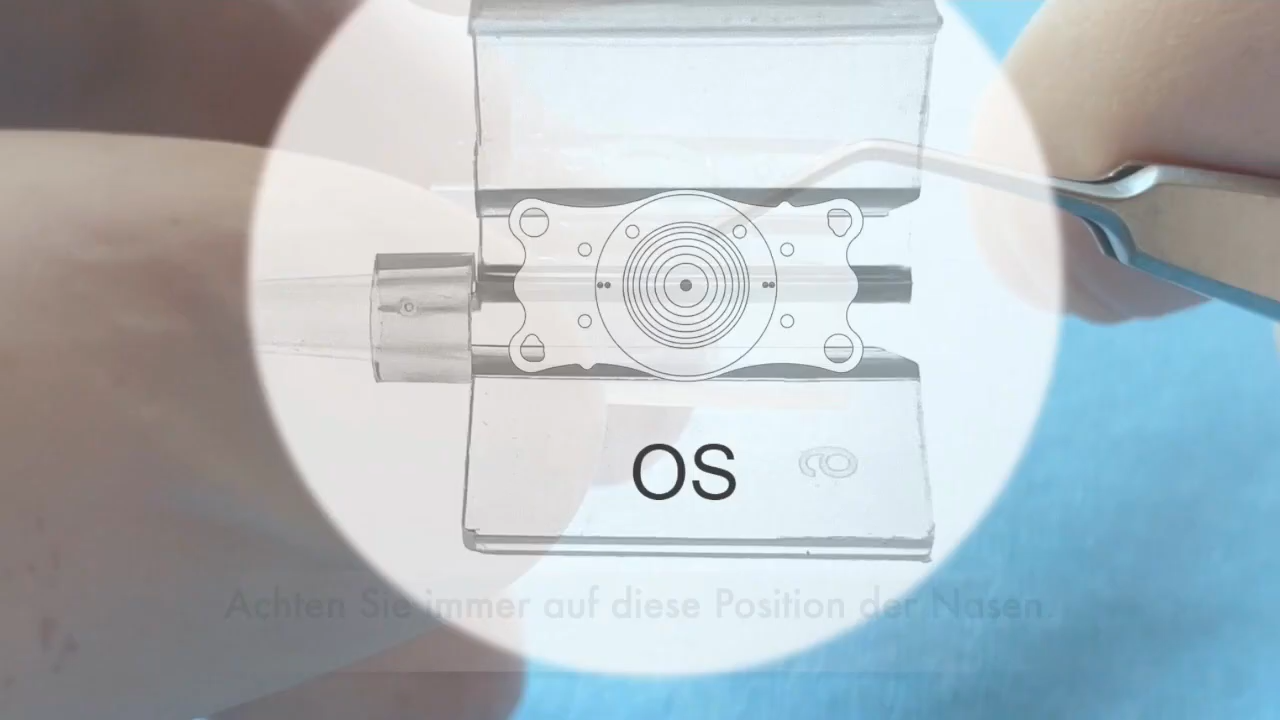 OS
Achten Sie immer auf diese Position der Nasen.